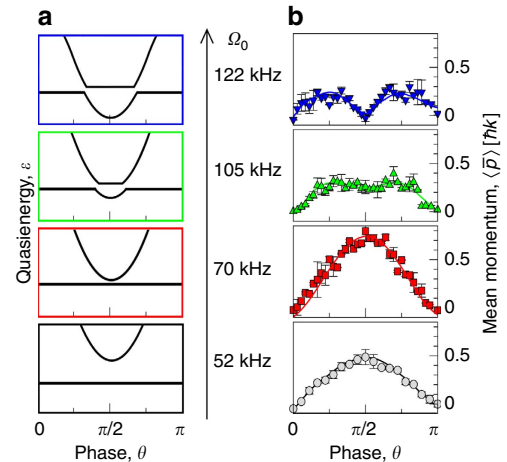 a
b
Ω₀
122 kHz
105 kHz
70 kHz
52 kHz
Quasienergy, ε
0
π/2
π
Phase, θ
0.5
0
0.5
0
0.5
0
0.5
0
Mean momentum, ⟨p̄⟩ [ħk]
0
π/2
π
Phase, θ